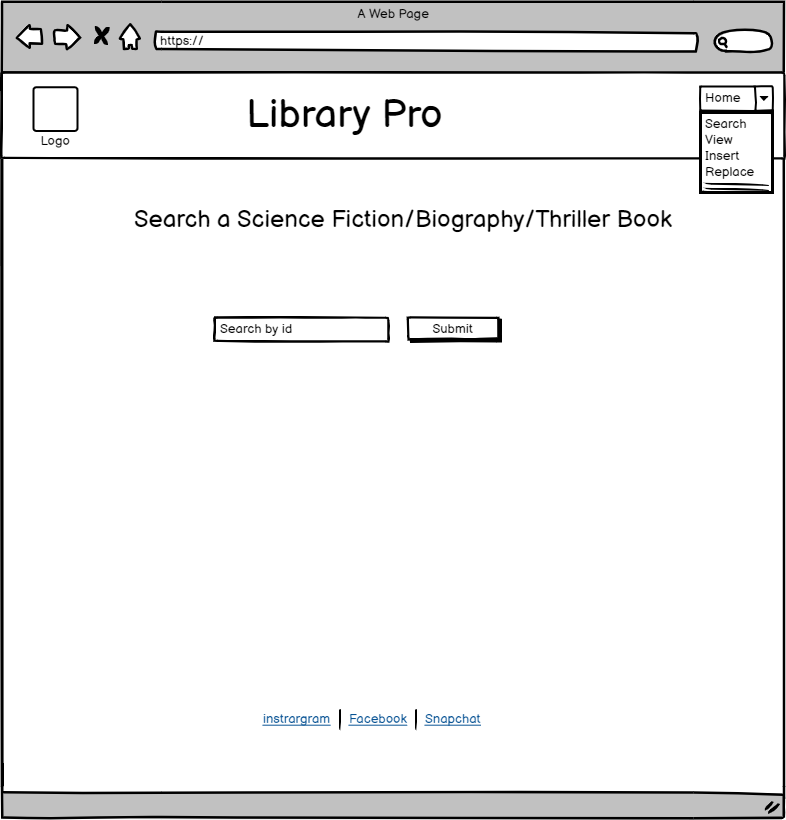 A Web Page
https://
Library Pro
Logo
Home
Search
View
Insert
Replace
Search a Science Fiction/Biography/Thriller Book
Search by id
Submit
instrargram | Facebook | Snapchat